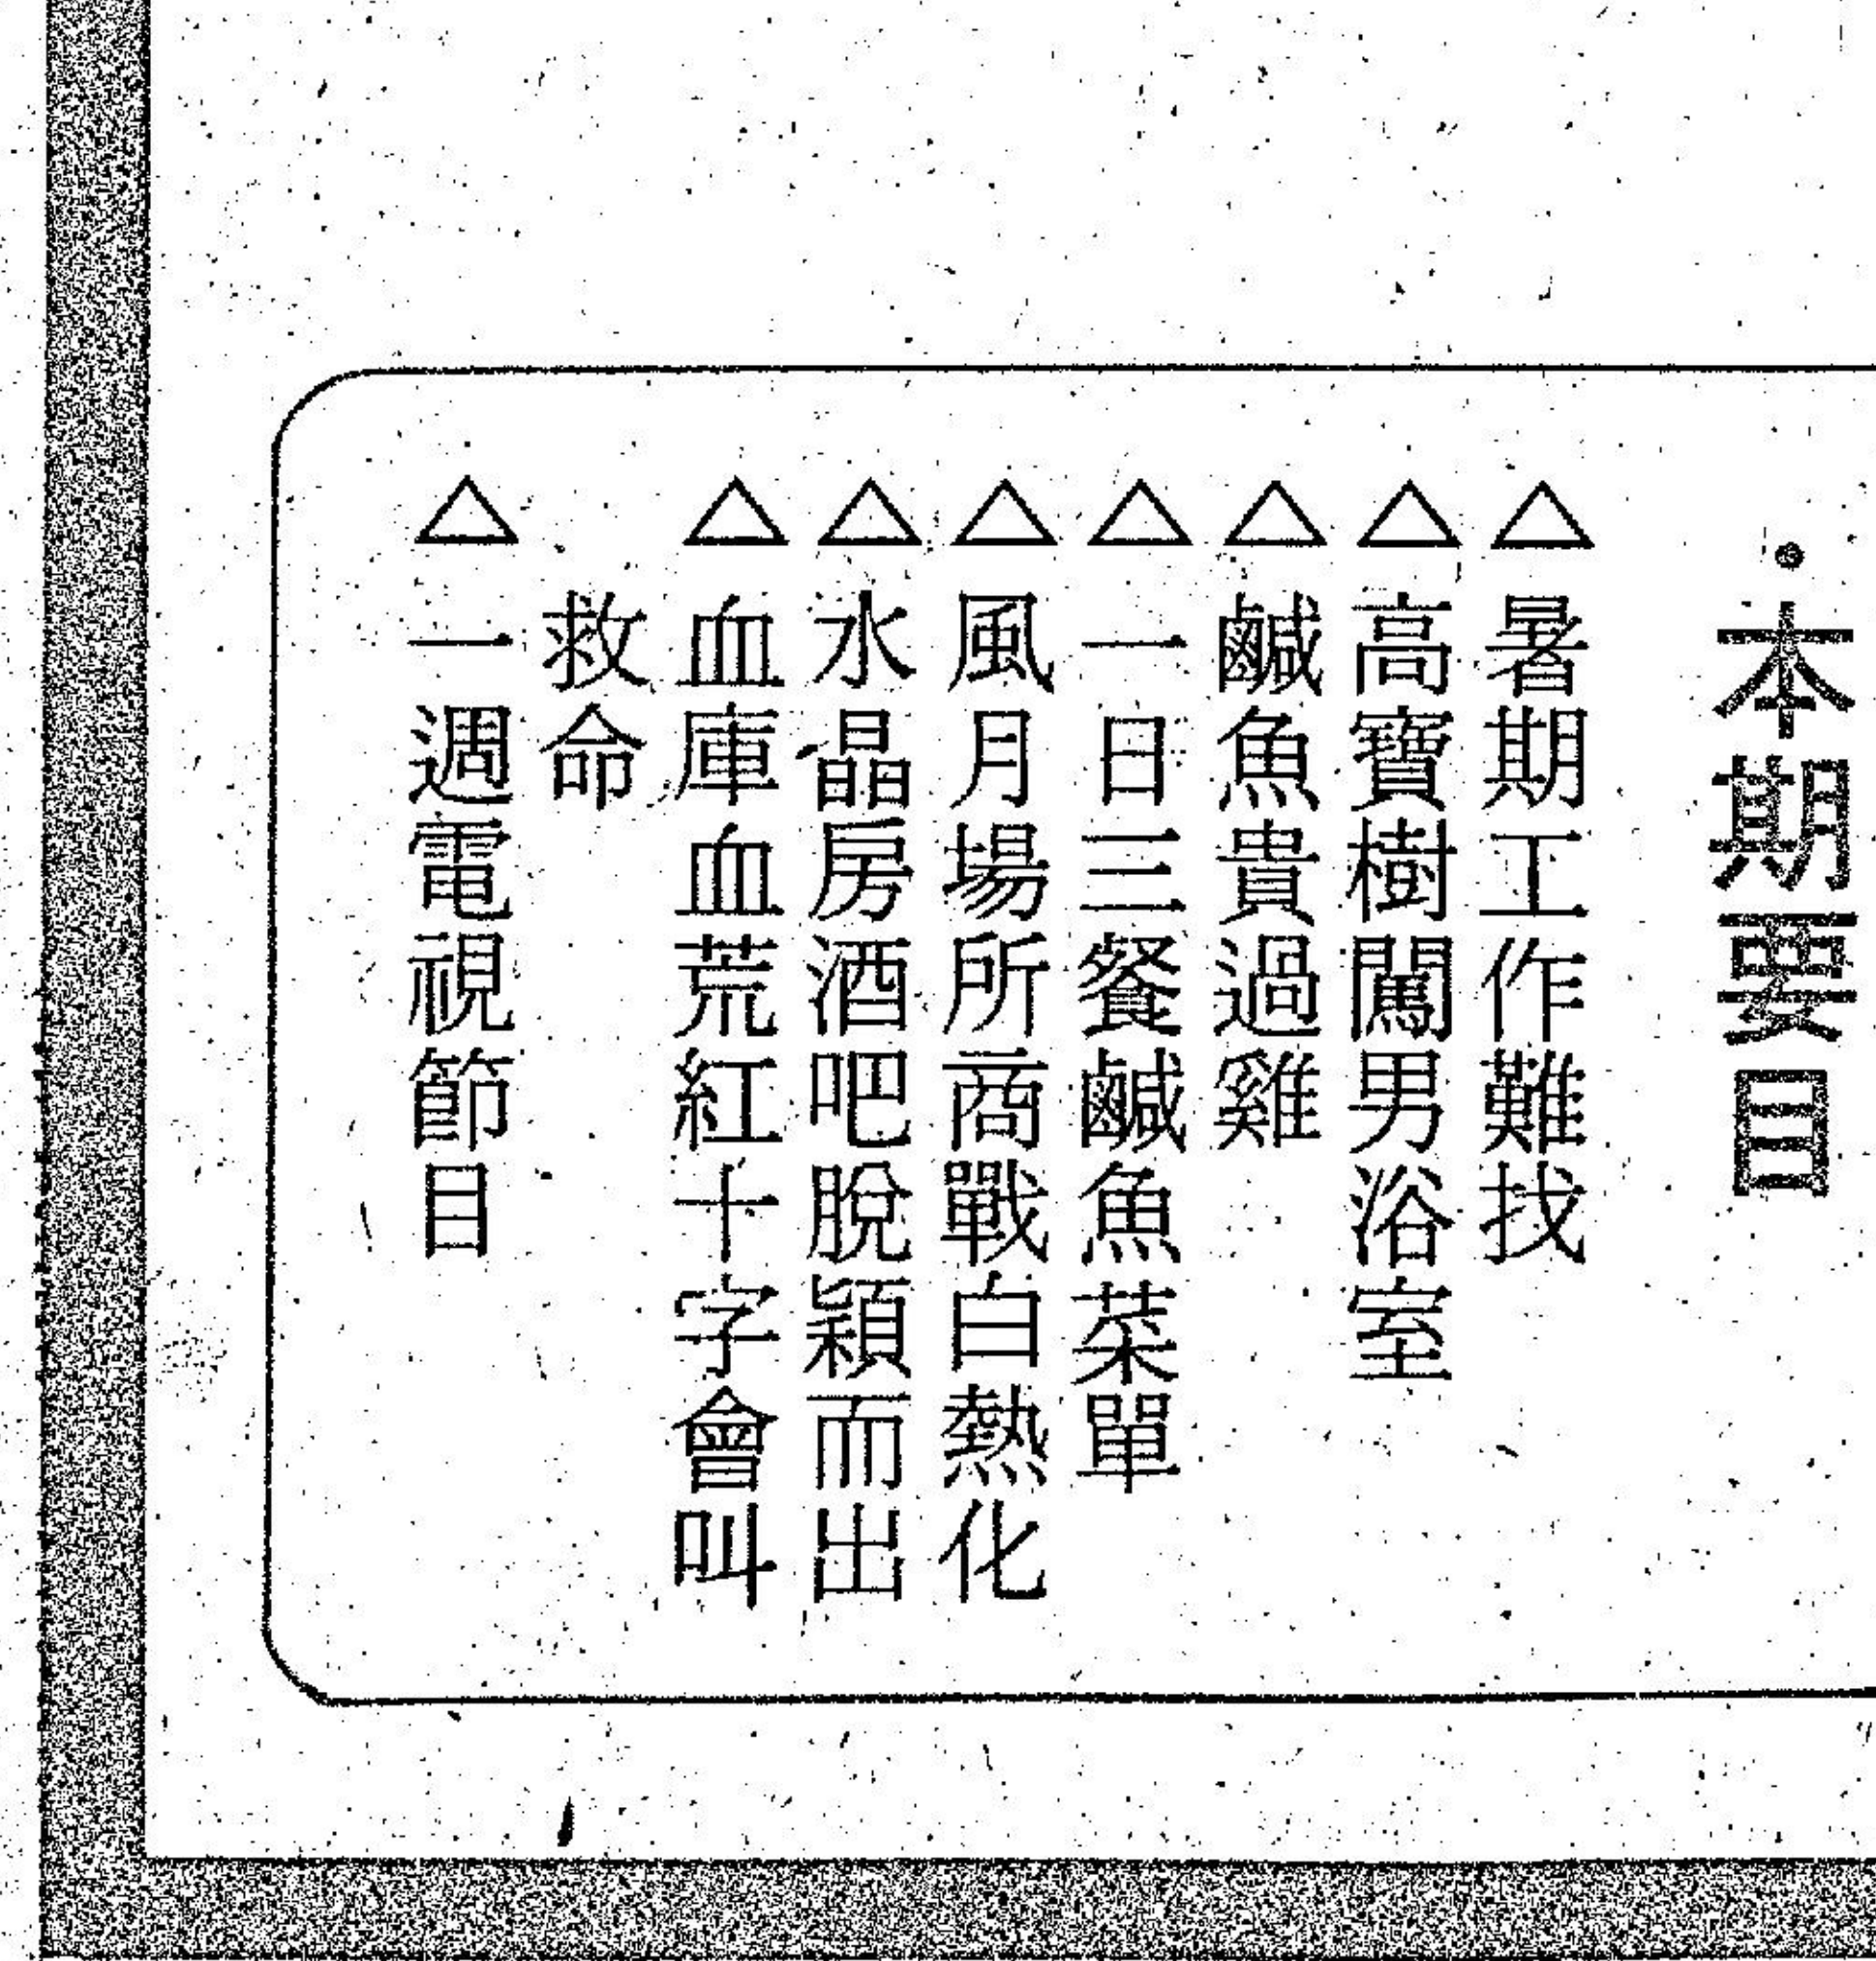 •本期要目
△暑期工作難找
△高寶樹闖男浴室
△鹹魚貴過雞
△一日三餐鹹魚菜單
△風月場所商戰白熱化
△水晶房酒吧脫穎而出
△血庫血荒紅十字會叫
救命
△一週電視節目